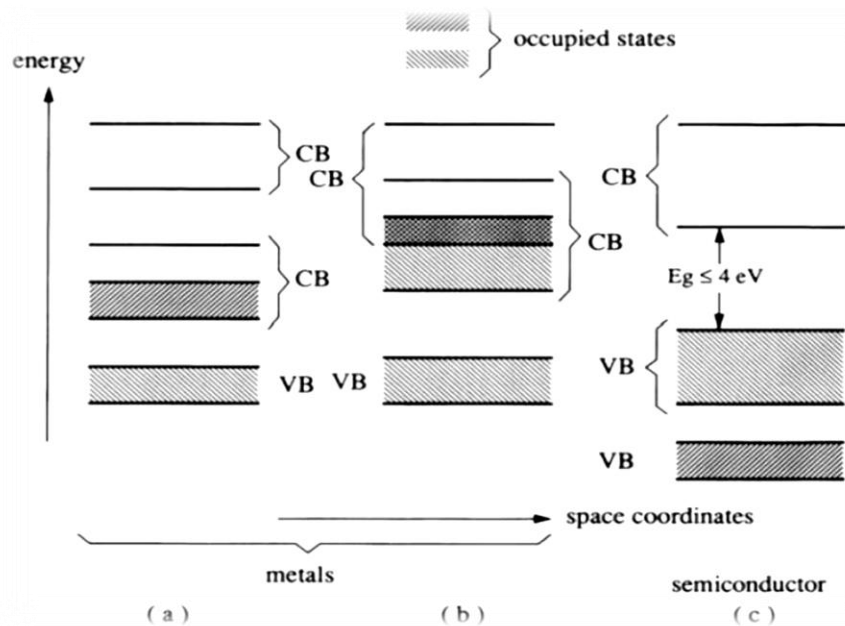 occupied states
energy
CB
CB
CB
CB
CB
Eg ≤ 4 eV
VB
VB
VB
VB
space coordinates
metals
semiconductor
( a )
( b )
( c )